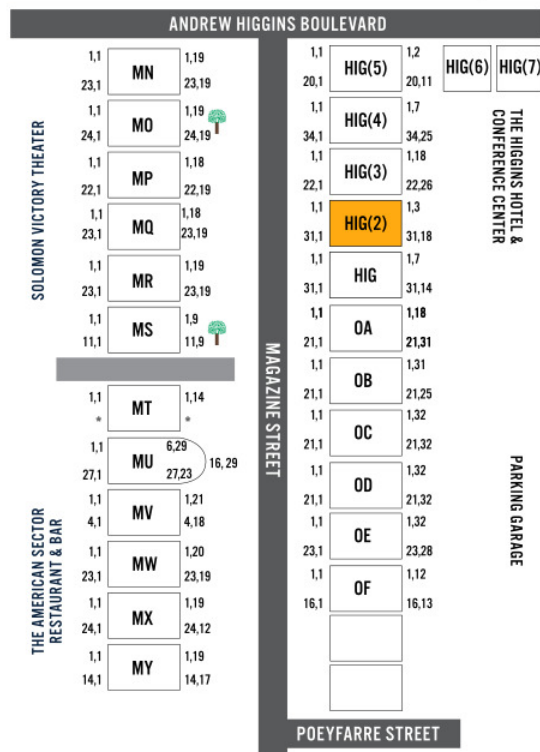 ANDREW HIGGINS BOULEVARD
1,1 MN 1,19
23,1 23,19
1,1 MO 1,19
24,1 24,19
1,1 MP 1,18
22,1 22,19
1,1 MQ 1,18
23,1 23,19
1,1 MR 1,19
23,1 23,19
1,1 MS 1,9
11,1 11,9
SOLOMON VICTORY THEATER
1,1 MT 1,14
* *
1,1 MU 6,29
16,29
27,1 27,23
1,1 MV 1,21
4,1 4,18
1,1 MW 1,20
23,1 23,19
1,1 MX 1,19
24,1 24,12
1,1 MY 1,19
14,1 14,17
THE AMERICAN SECTOR
RESTAURANT & BAR
MAGAZINE STREET
1,1 HIG(5) 1,2
20,1 20,11
HIG(6) HIG(7)
1,1 HIG(4) 1,7
34,1 34,25
1,1 HIG(3) 1,18
22,1 22,26
1,1 HIG(2) 1,3
31,1 31,18
1,1 HIG 1,7
31,1 31,14
1,1 OA 1,18
21,1 21,31
1,1 OB 1,31
21,1 21,25
1,1 OC 1,32
21,1 21,32
1,1 OD 1,32
21,1 21,32
1,1 OE 1,32
23,1 23,28
1,1 OF 1,12
16,1 16,13
THE HIGGINS HOTEL &
CONFERENCE CENTER
PARKING GARAGE
POEYFARRE STREET